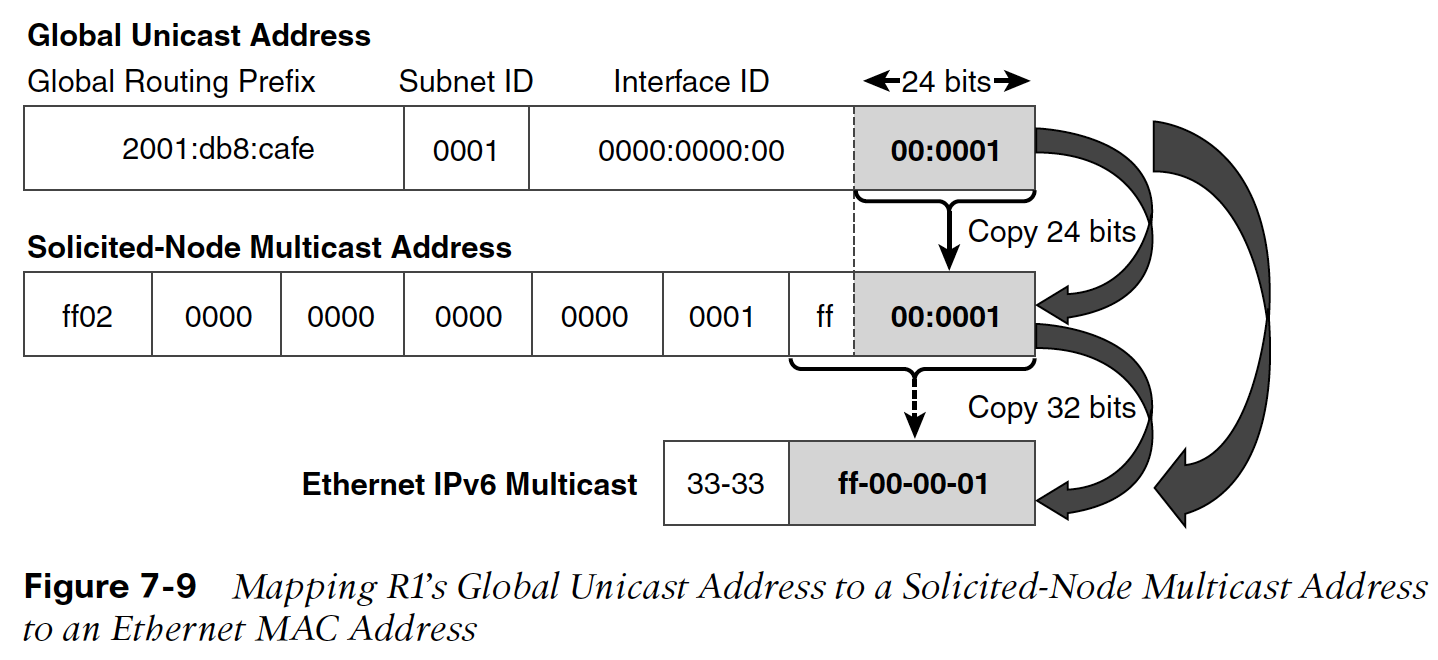 Global Unicast Address
Global Routing Prefix Subnet ID Interface ID 24 bits
2001:db8:cafe 0001 0000:0000:00 00:0001
Copy 24 bits
Solicited-Node Multicast Address
ff02 0000 0000 0000 0000 0001 ff 00:0001
Copy 32 bits
Ethernet IPv6 Multicast 33-33 ff-00-00-01
Figure 7-9 Mapping R1’s Global Unicast Address to a Solicited-Node Multicast Address
to an Ethernet MAC Address